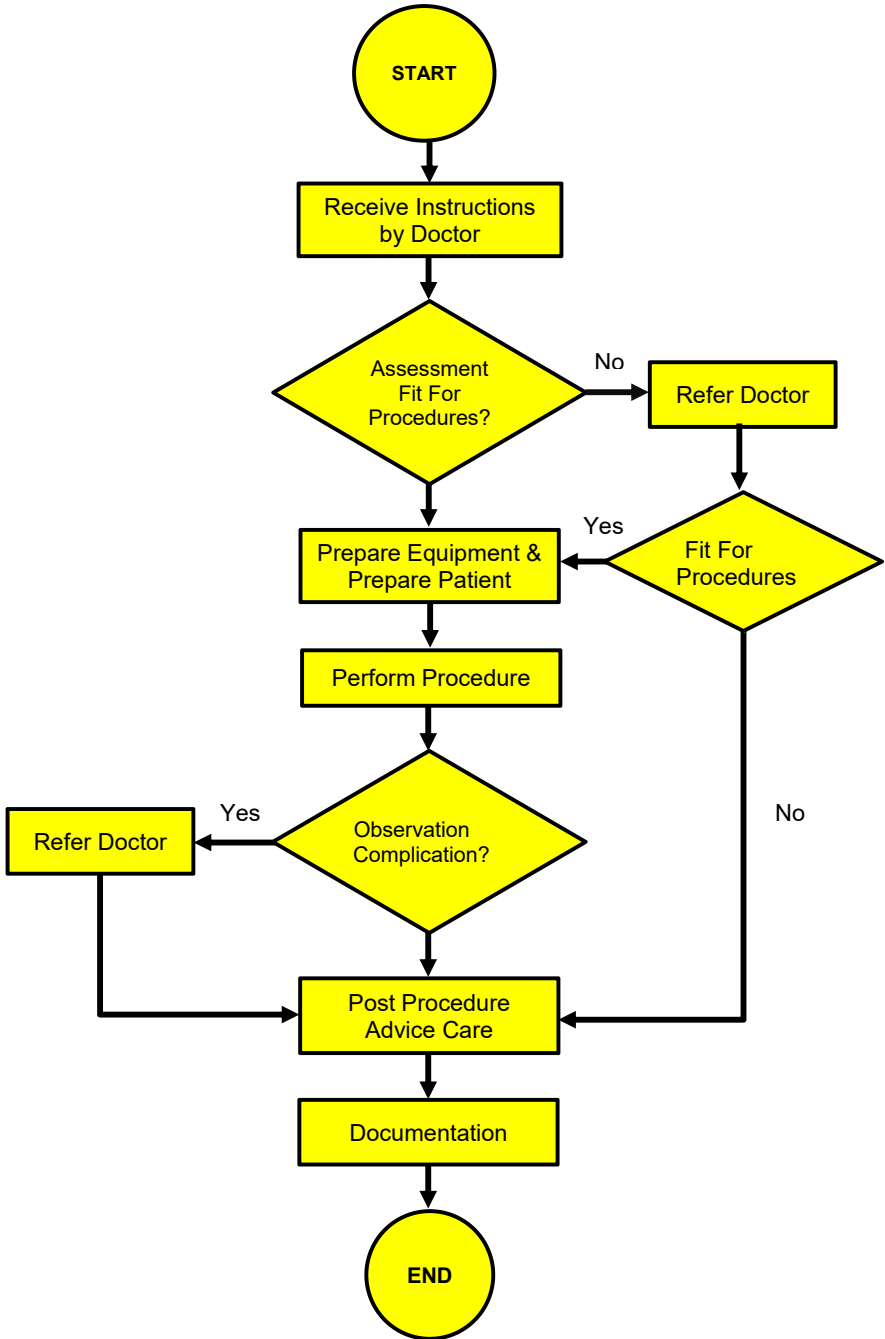 START
Receive Instructions
by Doctor
Assessment
Fit For
Procedures?
No
Refer Doctor
Yes
Fit For
Procedures
Prepare Equipment &
Prepare Patient
Perform Procedure
Observation
Complication?
Yes
Refer Doctor
No
Post Procedure
Advice Care
Documentation
END